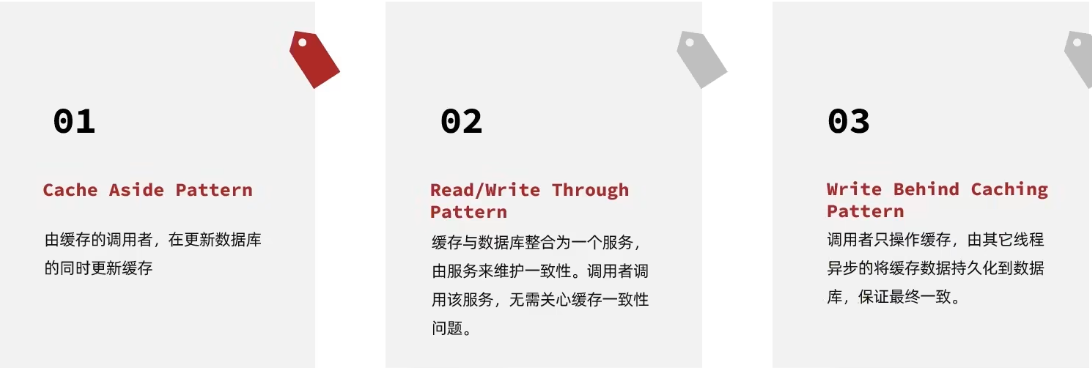 01
Cache Aside Pattern
由缓存的调用者，在更新数据库
的同时更新缓存
02
Read/Write Through
Pattern
缓存与数据库整合为一个服务，
由服务来维护一致性。调用者调
用该服务，无需关心缓存一致性
问题。
03
Write Behind Caching
Pattern
调用者只操作缓存，由其它线程
异步的将缓存数据持久化到数据
库，保证最终一致。